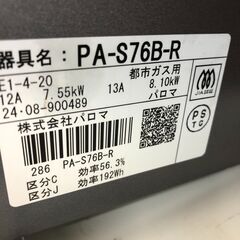 器具名: PA-S76B-R
E1-4-20
都市ガス用
12A 7.55kW 13A 8.10kW
24·08-900489 パロマ
株式会社パロマ
286 PA-S76B-R
区分C 効率56.3%
区分J 効率192Wh
JIA
PS
TG